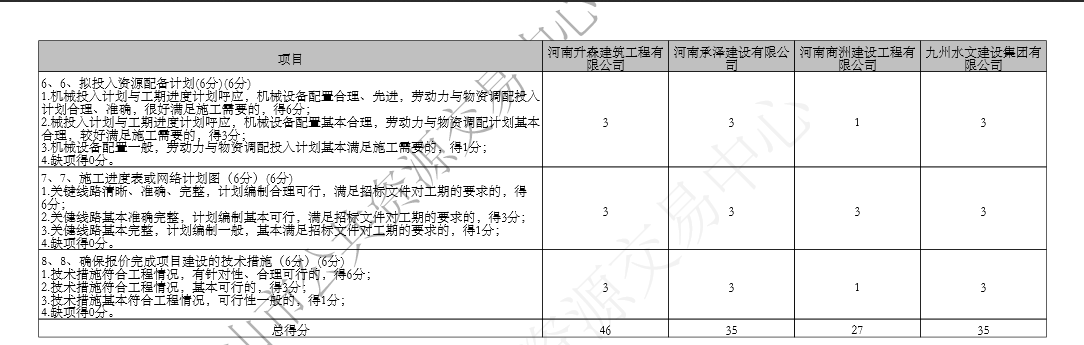 项目
河南升森建筑工程有
限公司
河南承泽建设有限公
司
河南商洲建设工程有
限公司
九州水文建设集团有
限公司
6、6、拟投入资源配备计划(6分)(6分)
1.机械投入计划与工期进度计划呼应，机械设备配置合理、先进，劳动力与物资调配投入
计划合理、准确，很好满足施工需要的，得6分；
2.械投入计划与工期进度计划呼应，机械设备配置基本合理，劳动力与物资调配计划基本
合理，较好满足施工需要的，得3分；
3.机械设备配置一般，劳动力与物资调配投入计划基本满足施工需要的，得1分；
4.缺项得0分。
3
3
1
3
7、7、施工进度表或网络计划图（6分）(6分)
1.关键线路清晰、准确、完整，计划编制合理可行，满足招标文件对工期的要求的，得
6分；
2.关健线路基本准确完整，计划编制基本可行，满足招标文件对工期的要求的，得3分；
3.关健线路基本完整，计划编制一般，基本满足招标文件对工期的要求的，得1分；
4.缺项得0分。
3
3
3
3
8、8、确保报价完成项目建设的技术措施（6分）(6分)
1.技术措施符合工程情况，有针对性、合理可行的，得6分；
2.技术措施符合工程情况，基本可行的，得3分；
3.技术措施基本符合工程情况，可行性一般的，得1分；
4.缺项得0分。
3
3
1
3
总得分
46
35
27
35
山市公共资源交易中心
资源交易中心